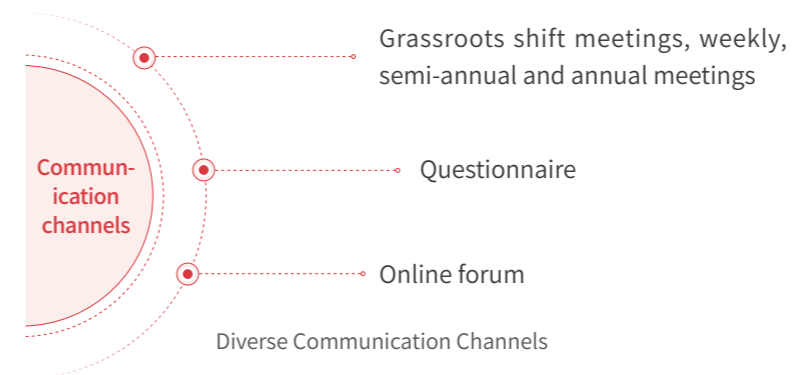 Grassroots shift meetings, weekly,
semi-annual and annual meetings
Commun-
ication
channels
Questionnaire
Online forum
Diverse Communication Channels